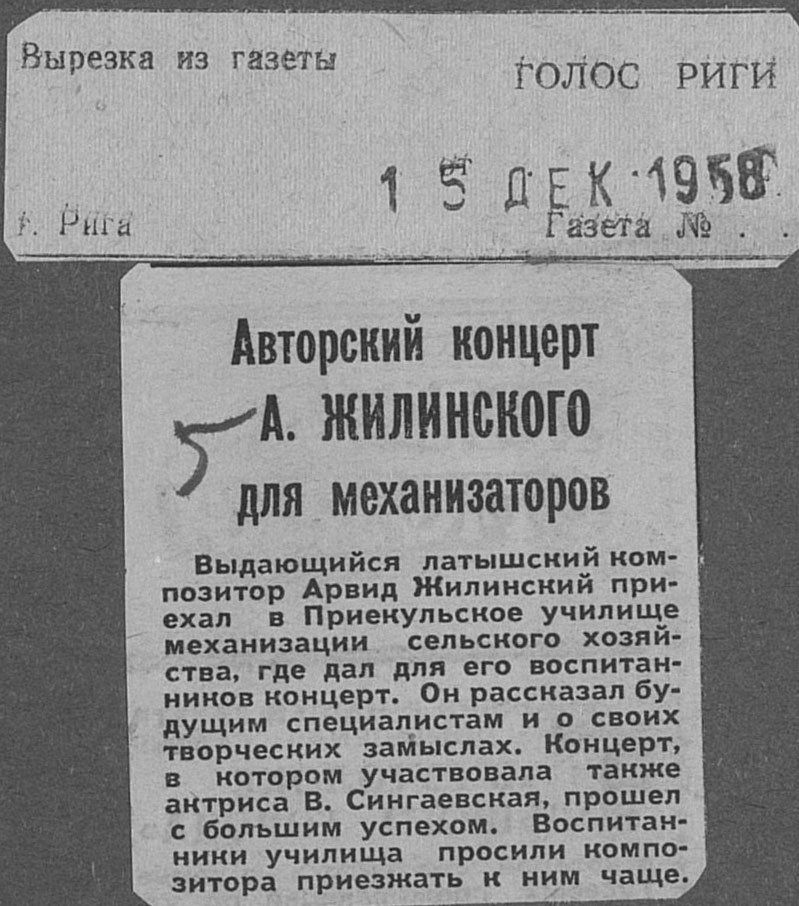 Вырезка из газеты
ГОЛОС РИГИ
15 ДЕК 1958
г. Рига
Газета № . .
Авторский концерт
А. ЖИЛИНСКОГО
для механизаторов
Выдающийся латышский ком-
позитор Арвид Жилинский при-
ехал в Приекульское училище
механизации сельского хозяй-
ства, где дал для его воспитан-
ников концерт. Он рассказал бу-
дущим специалистам и о своих
творческих замыслах. Концерт,
в котором участвовала также
актриса В. Сингаевская, прошел
с большим успехом. Воспитан-
ники училища просили компо-
зитора приезжать к ним чаще.